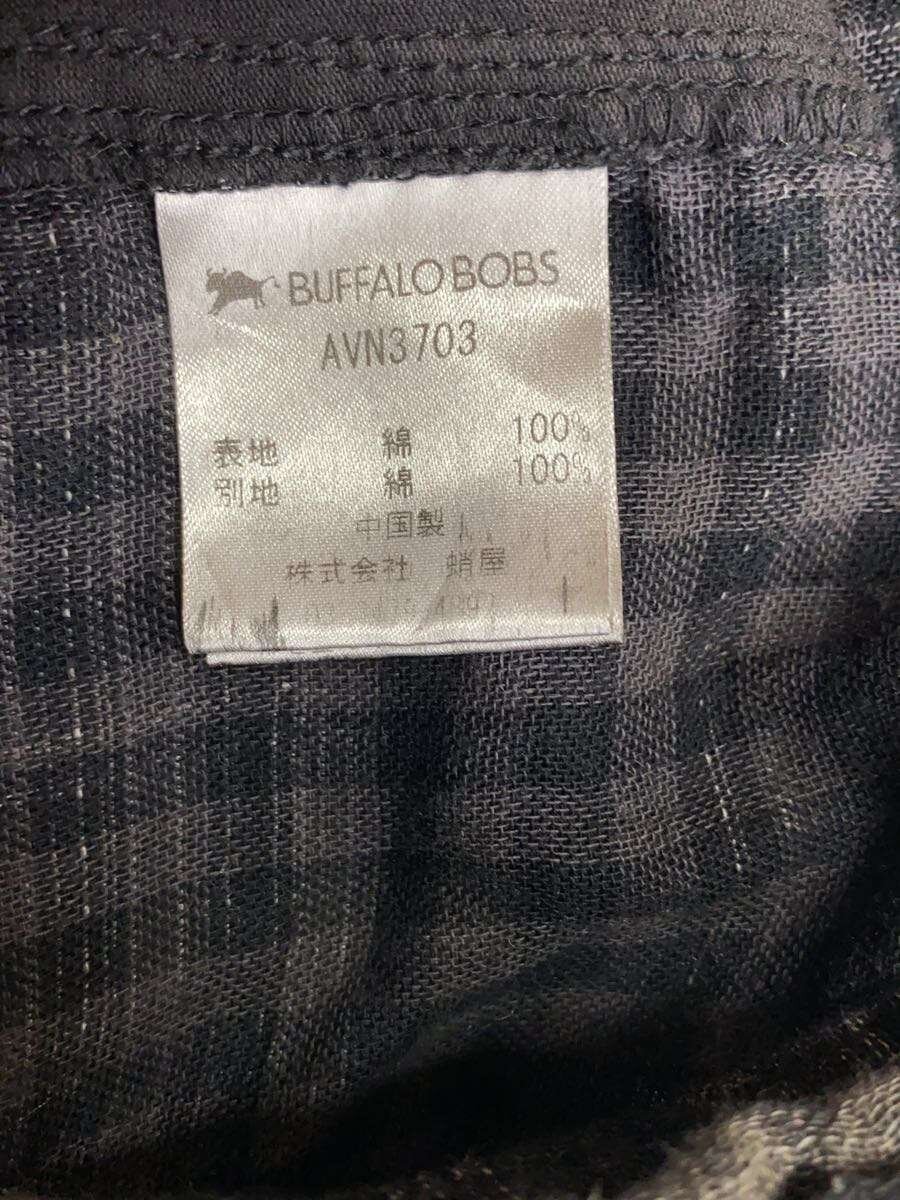 BUFFALO BOBS
AVN3703
表地 綿 100%
別地 綿 100%
中国製
株式会社 蛸屋